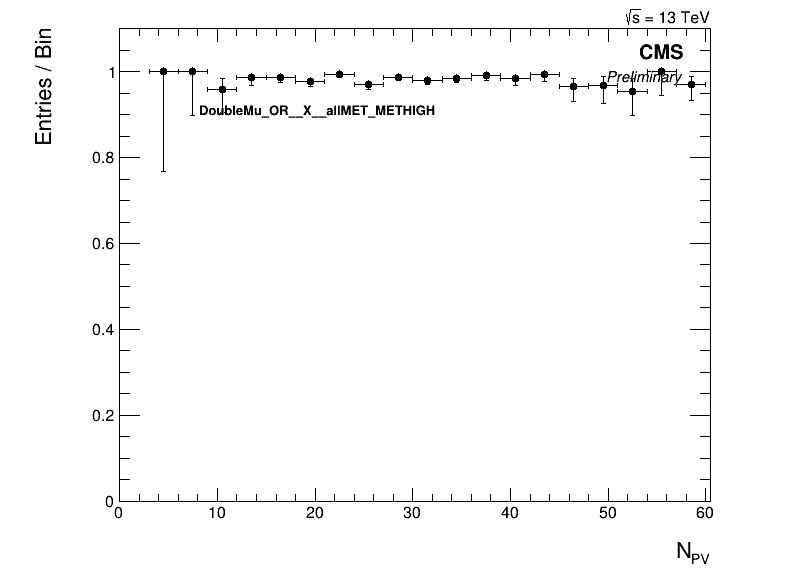 √s = 13 TeV
CMS
Preliminary
DoubleMu_OR__X__allMET_METHIGH
Entries / Bin
1
0.8
0.6
0.4
0.2
0
0 10 20 30 40 50 60
N_PV